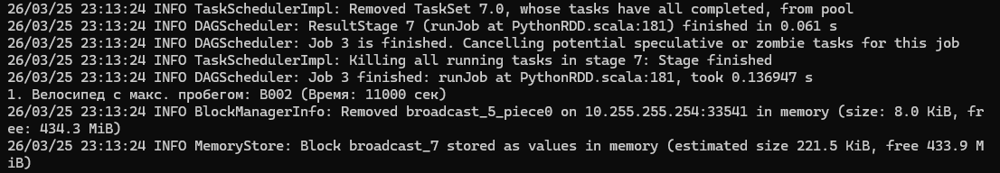 26/03/25 23:13:24 INFO TaskSchedulerImpl: Removed TaskSet 7.0, whose tasks have all completed, from pool
26/03/25 23:13:24 INFO DAGScheduler: ResultStage 7 (runJob at PythonRDD.scala:181) finished in 0.061 s
26/03/25 23:13:24 INFO DAGScheduler: Job 3 is finished. Cancelling potential speculative or zombie tasks for this job
26/03/25 23:13:24 INFO TaskSchedulerImpl: Killing all running tasks in stage 7: Stage finished
26/03/25 23:13:24 INFO DAGScheduler: Job 3 finished: runJob at PythonRDD.scala:181, took 0.136947 s
1. Велосипед с макс. пробегом: B002 (Время: 11000 сек)
26/03/25 23:13:24 INFO BlockManagerInfo: Removed broadcast_5_piece0 on 10.255.255.254:33541 in memory (size: 8.0 KiB, fr
ee: 434.3 MiB)
26/03/25 23:13:24 INFO MemoryStore: Block broadcast_7 stored as values in memory (estimated size 221.5 KiB, free 433.9 M
iB)